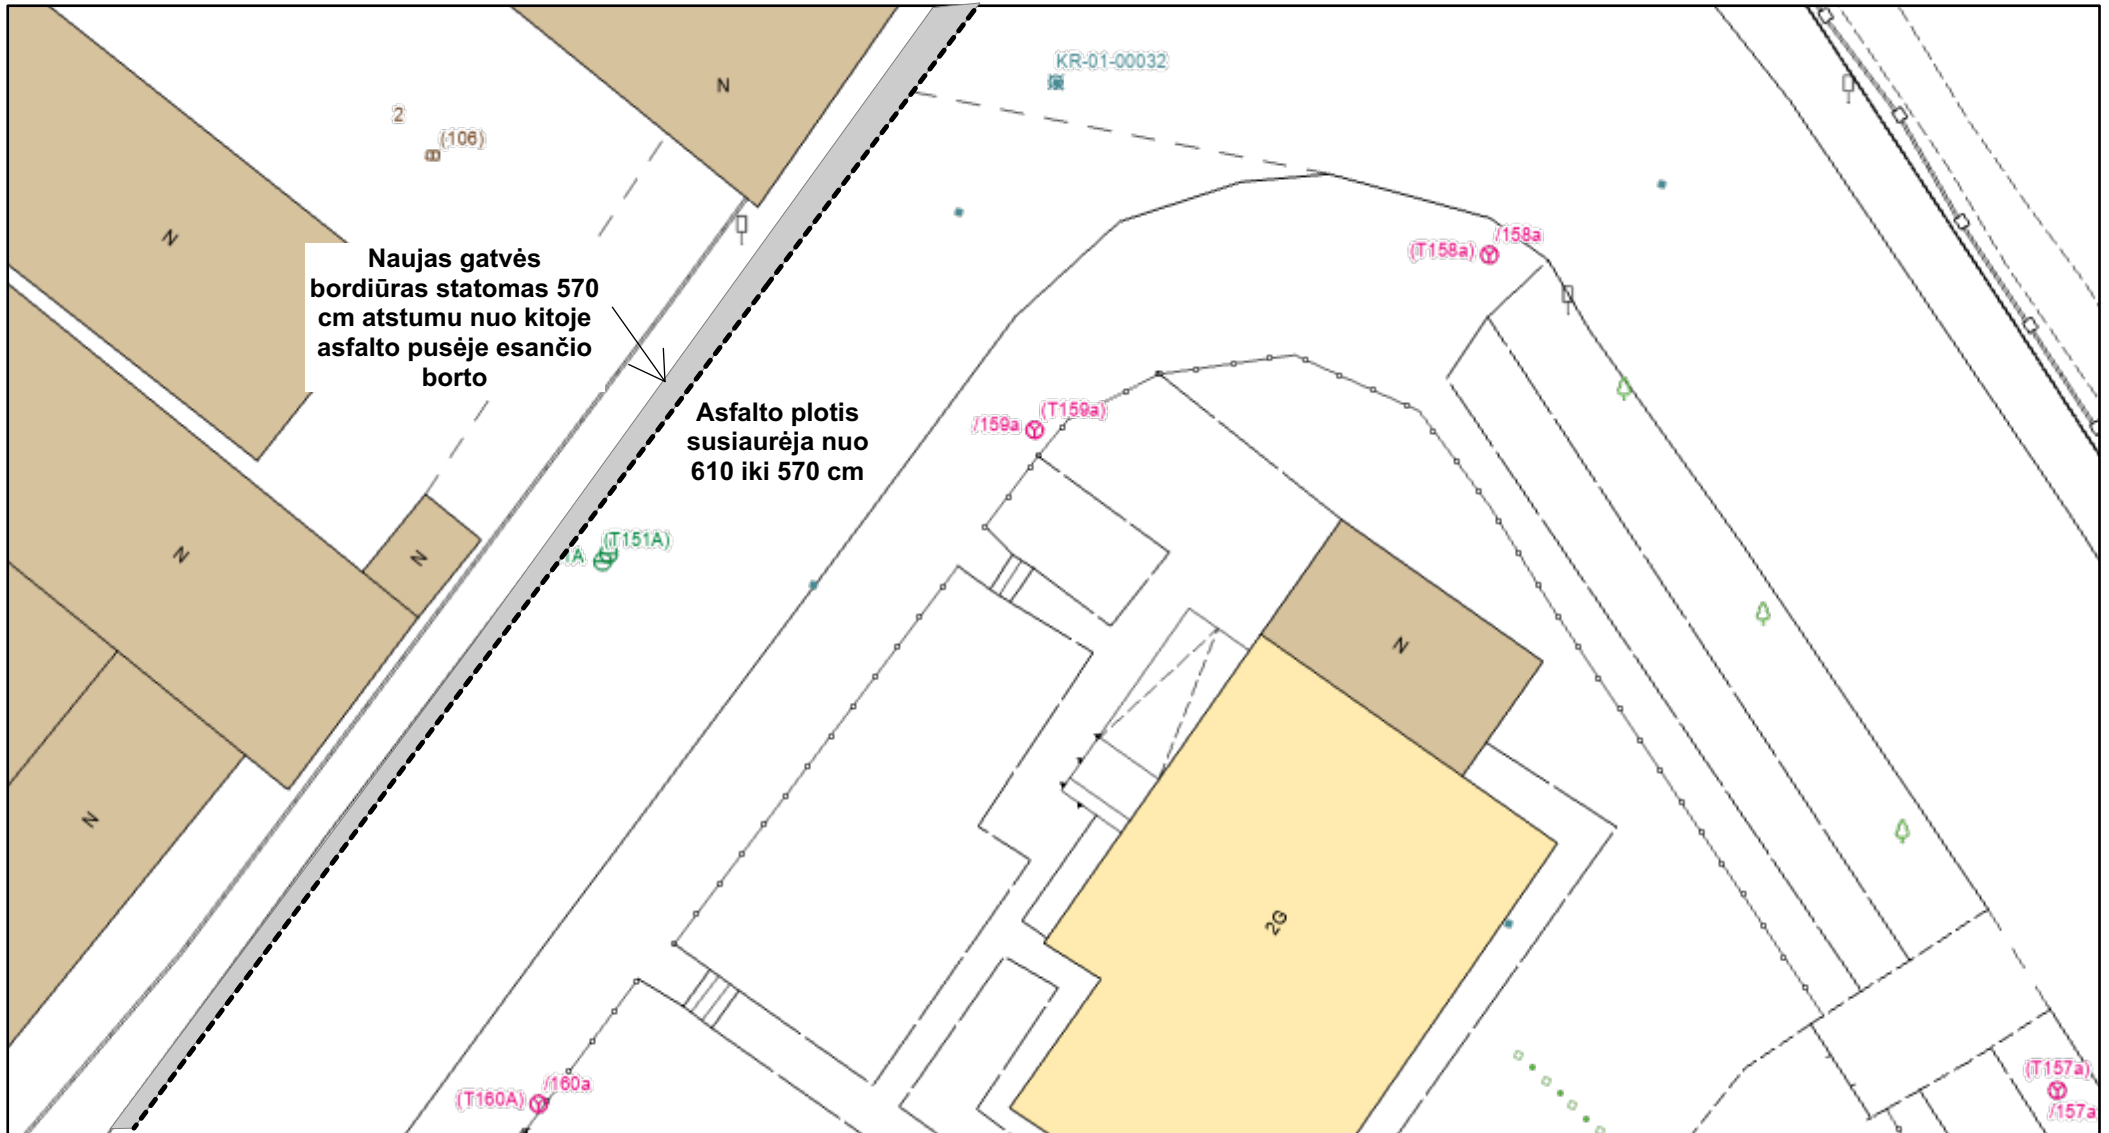 KR-01-00032
N
2
(106)
N
/158a
(T158a)
Naujas gatvės
bordiūras statomas 570
cm atstumu nuo kitoje
asfalto pusėje esančio
borto
Asfalto plotis
susiaurėja nuo
610 iki 570 cm
(T159a)
/159a
(T151A)
1A
N
N
N
N
2G
(T160A)
/160a
(T157a)
/157a